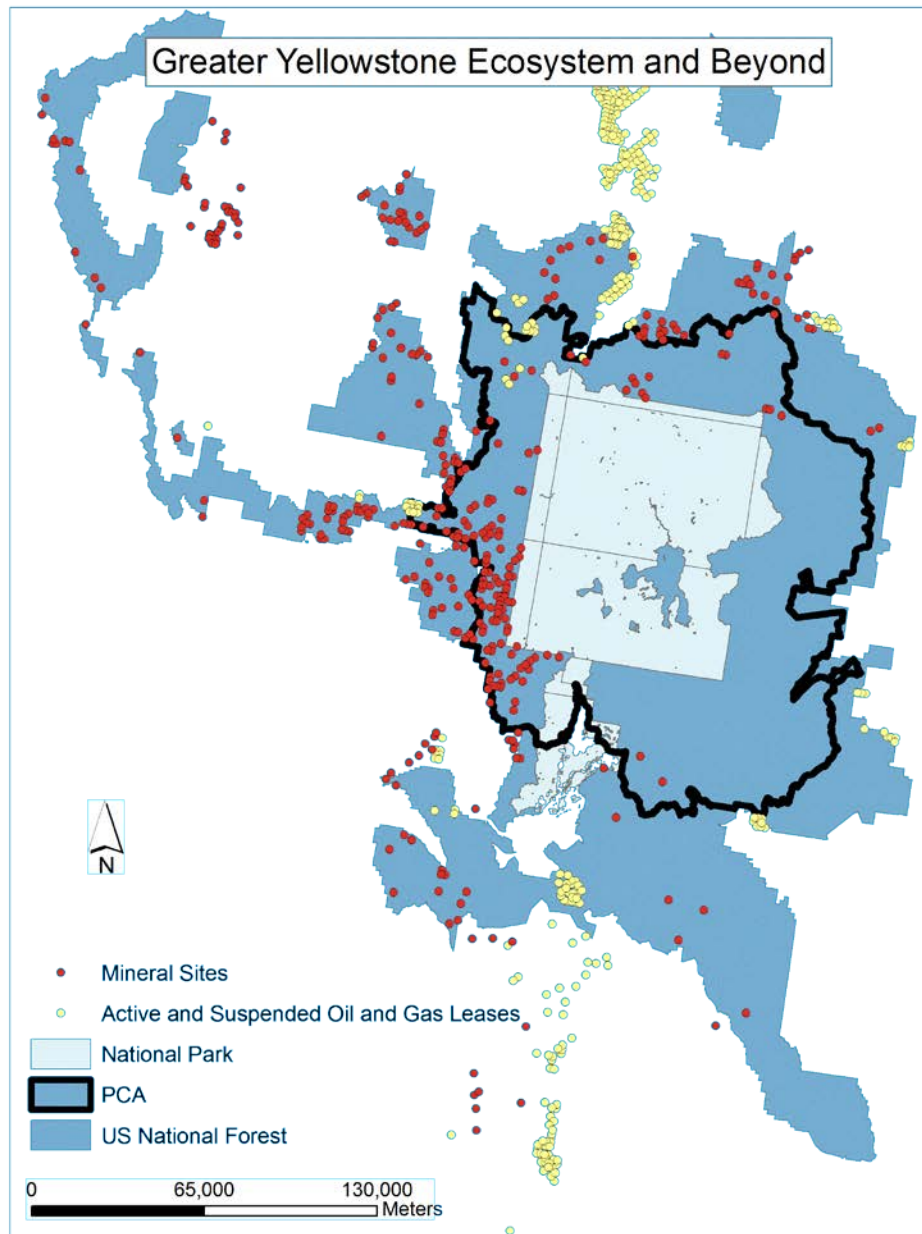 Greater Yellowstone Ecosystem and Beyond
N
Mineral Sites
Active and Suspended Oil and Gas Leases
National Park
PCA
US National Forest
0 65,000 130,000
Meters